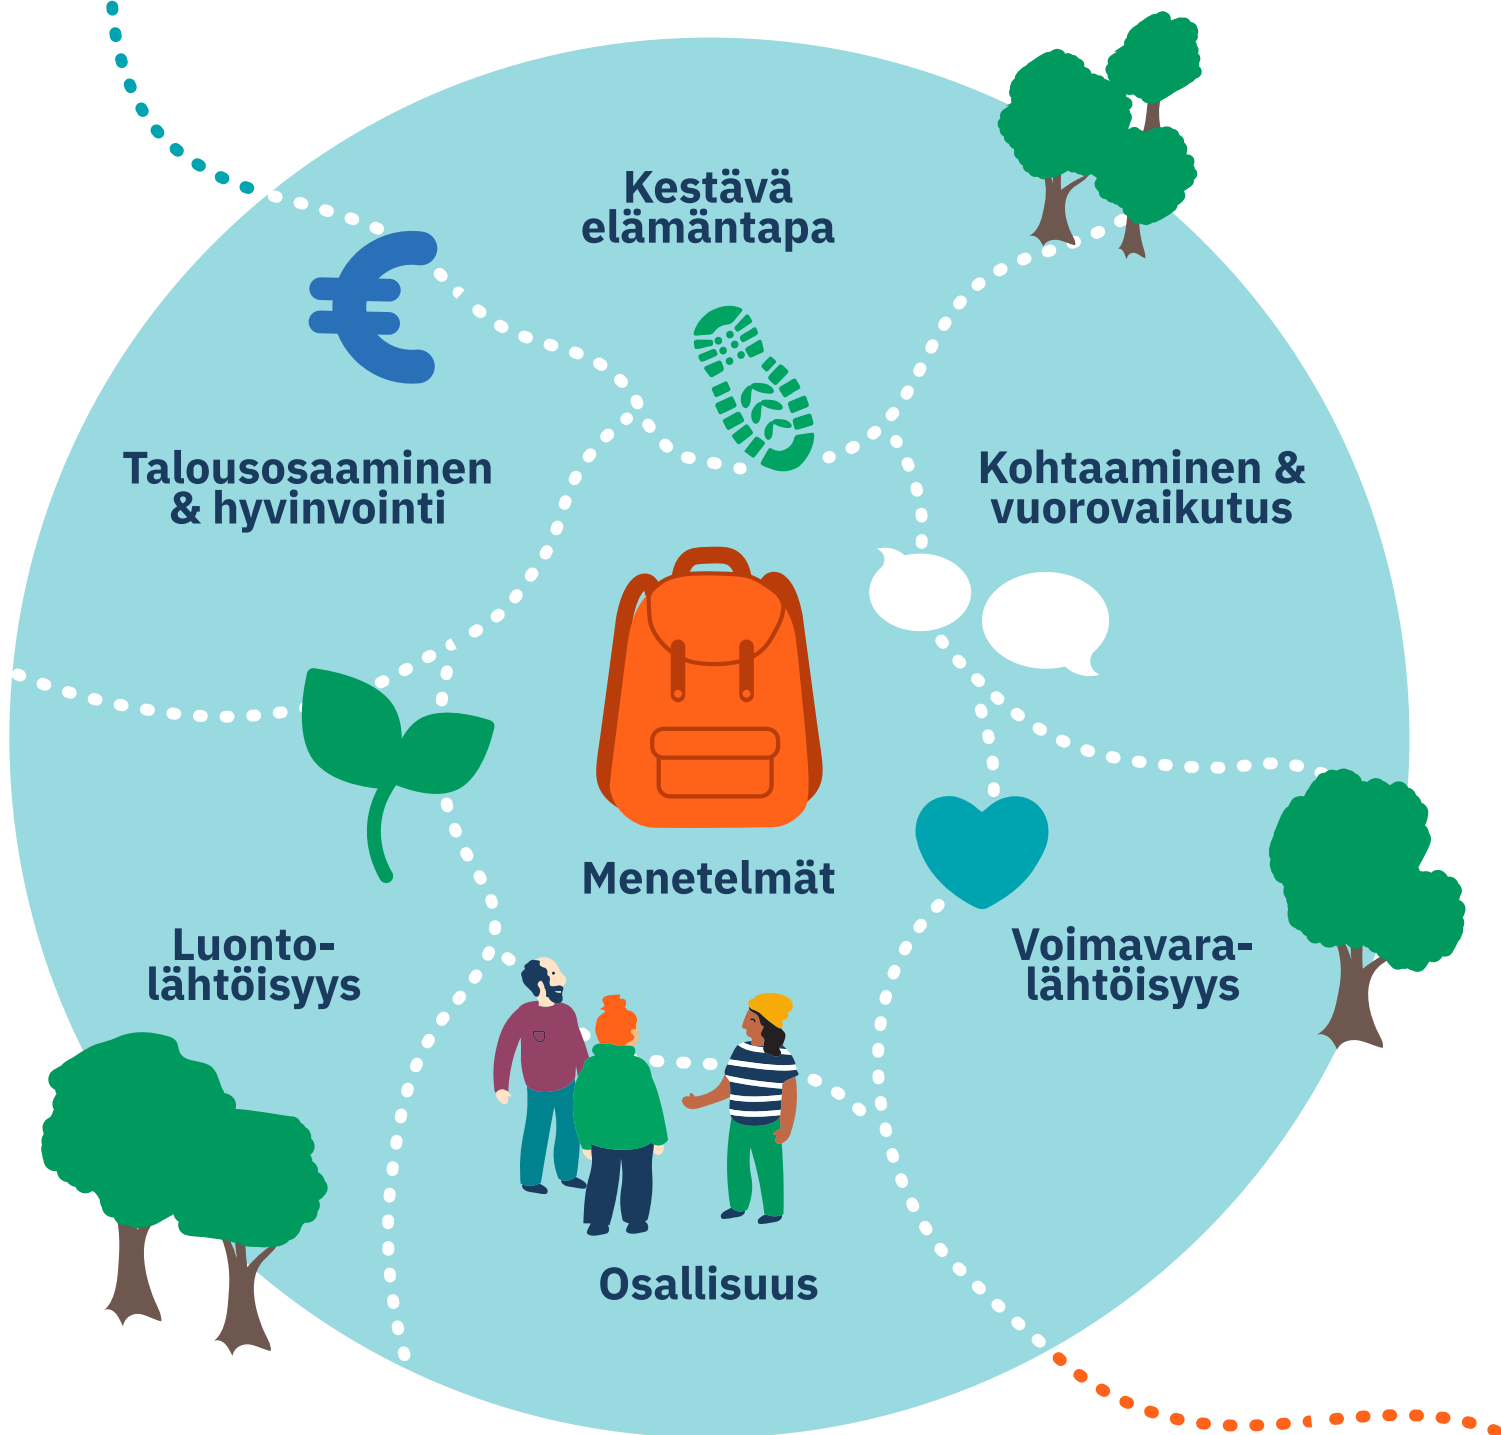 Kestävä
elämäntapa
Talousosaaminen
& hyvinvointi
Kohtaaminen &
vuorovaikutus
Menetelmät
Luonto-
lähtöisyys
Voimavara-
lähtöisyys
Osallisuus